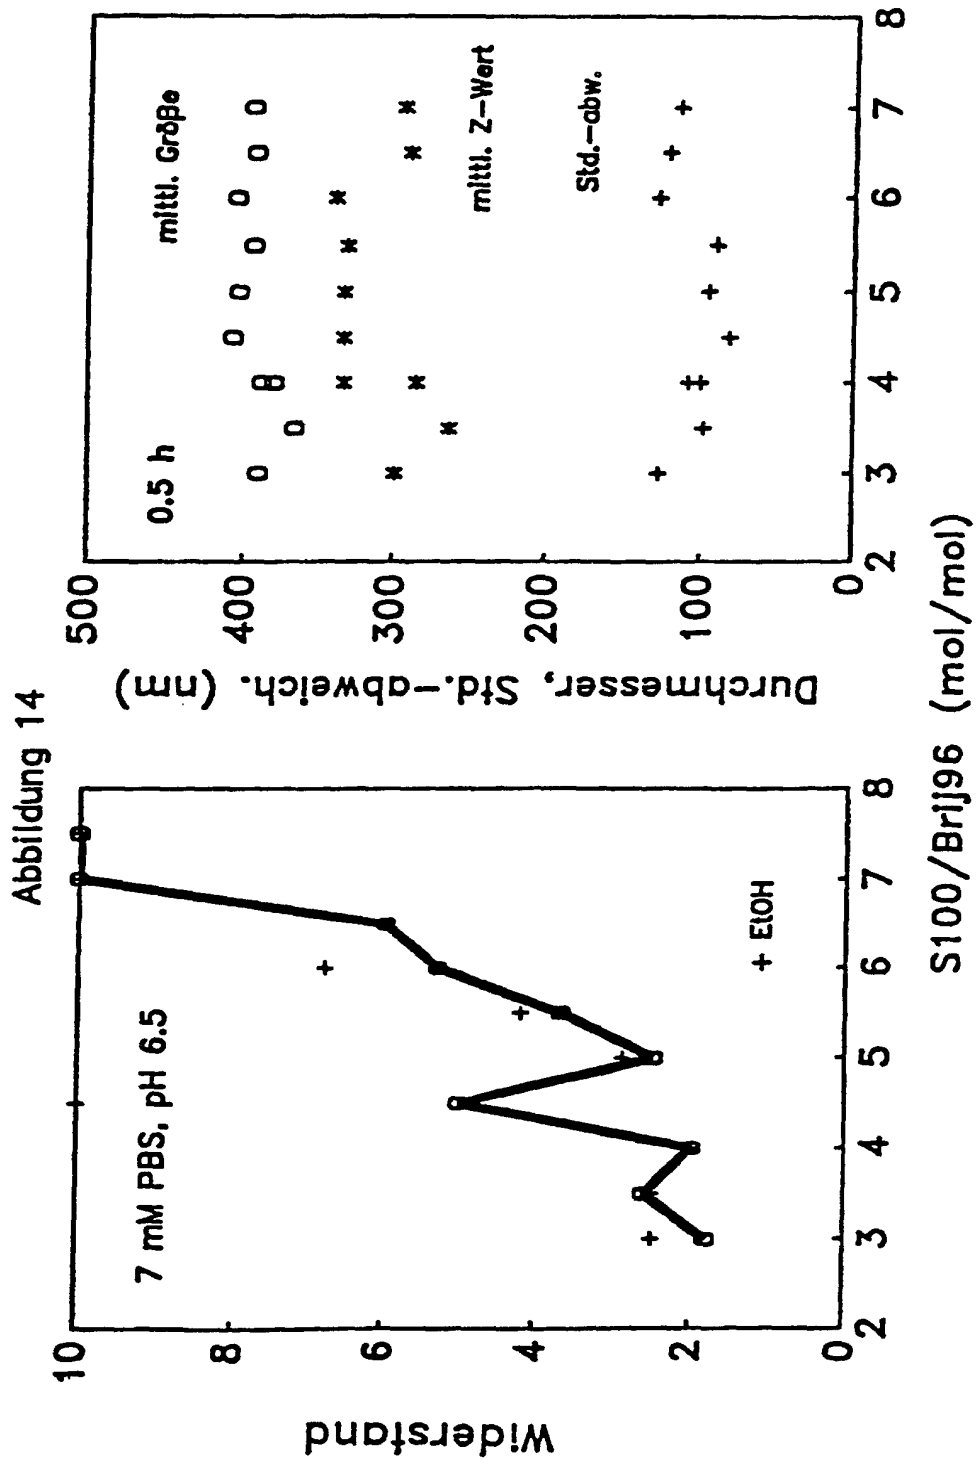 Abbildung 14
Widerstand
10
8
6
4
2
0
7 mM PBS, pH 6.5
+ EtOH
2 3 4 5 6 7 8
Durchmesser, Std.-abweich. (nm)
500
400
300
200
100
0
0.5 h
mittl. Größe
mittl. Z-Wert
Std.-abw.
2 3 4 5 6 7 8
S100/Brij96 (mol/mol)